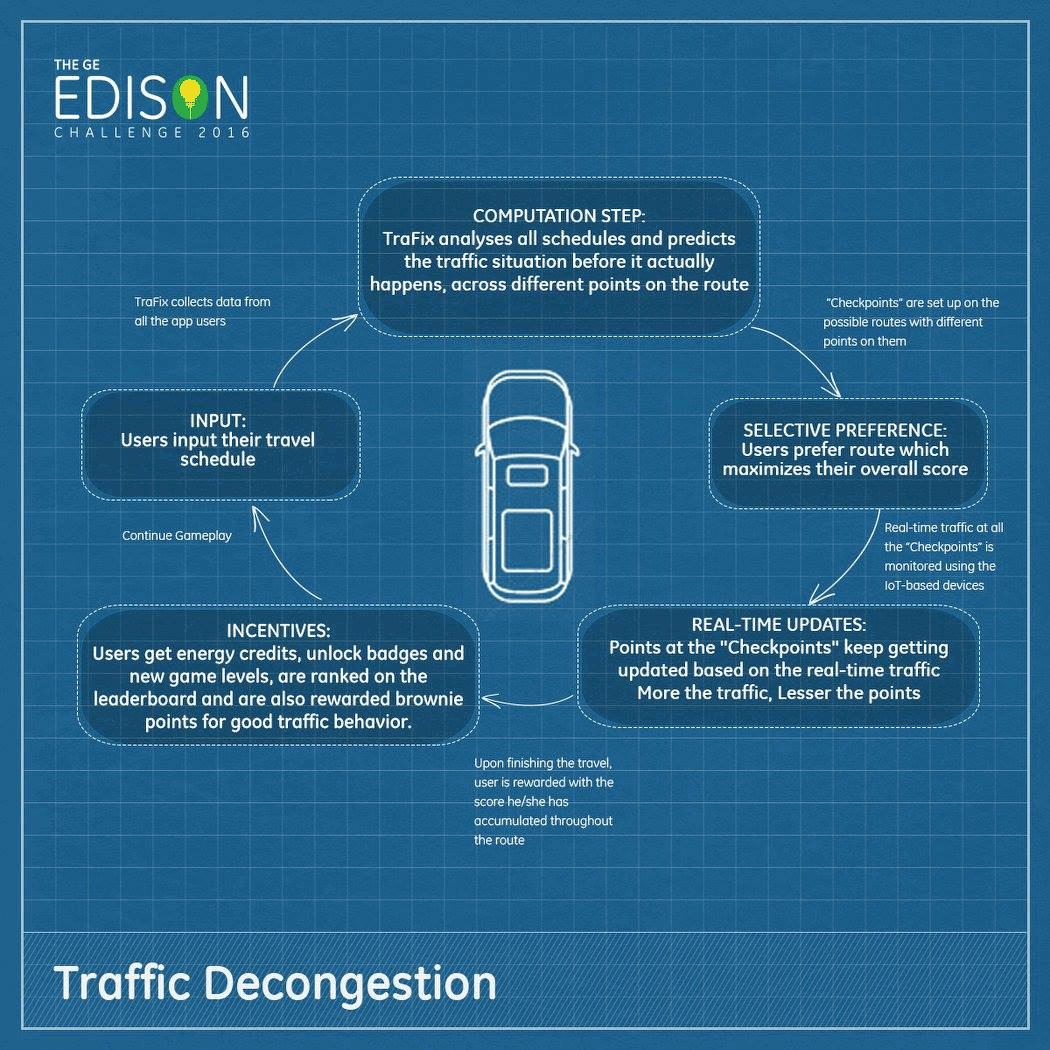 THE GE
EDISON
CHALLENGE 2016
COMPUTATION STEP:
TraFix analyses all schedules and predicts
the traffic situation before it actually
happens, across different points on the route
TraFix collects data from
all the app users
"Checkpoints" are set up on the
possible routes with different
points on them
INPUT:
Users input their travel
schedule
SELECTIVE PREFERENCE:
Users prefer route which
maximizes their overall score
Continue Gameplay
Real-time traffic at all
the "Checkpoints" is
monitored using the
IoT-based devices
INCENTIVES:
Users get energy credits, unlock badges and
new game levels, are ranked on the
leaderboard and are also rewarded brownie
points for good traffic behavior.
REAL-TIME UPDATES:
Points at the "Checkpoints" keep getting
updated based on the real-time traffic
More the traffic, Lesser the points
Upon finishing the travel,
user is rewarded with the
score he/she has
accumulated throughout
the route
Traffic Decongestion